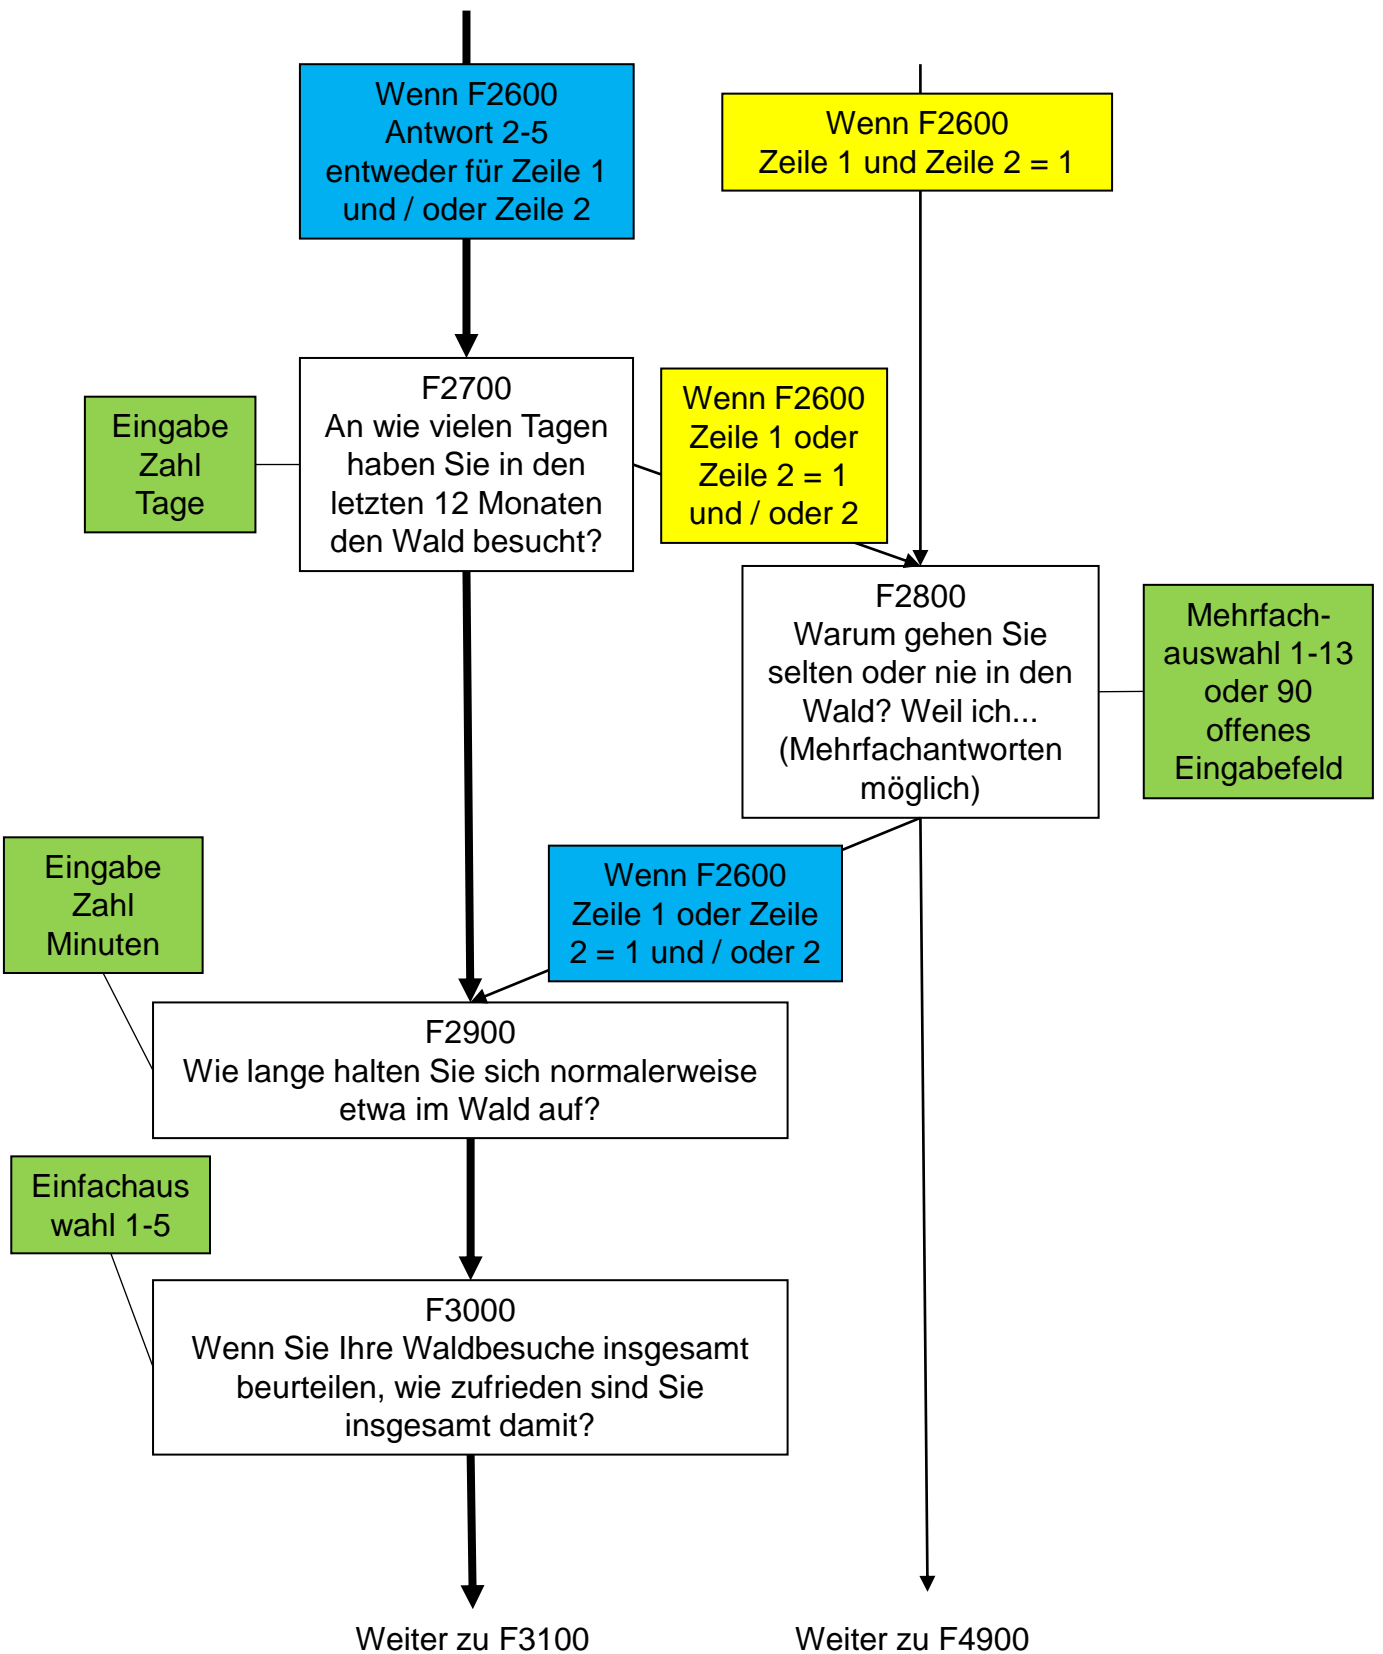 Wenn F2600
Antwort 2-5
entweder für Zeile 1
und / oder Zeile 2
Wenn F2600
Zeile 1 und Zeile 2 = 1
Eingabe
Zahl
Tage
F2700
An wie vielen Tagen
haben Sie in den
letzten 12 Monaten
den Wald besucht?
Wenn F2600
Zeile 1 oder
Zeile 2 = 1
und / oder 2
F2800
Warum gehen Sie
selten oder nie in den
Wald? Weil ich...
(Mehrfachantworten
möglich)
Mehrfach-
auswahl 1-13
oder 90
offenes
Eingabefeld
Eingabe
Zahl
Minuten
Wenn F2600
Zeile 1 oder Zeile
2 = 1 und / oder 2
F2900
Wie lange halten Sie sich normalerweise
etwa im Wald auf?
Einfachaus
wahl 1-5
F3000
Wenn Sie Ihre Waldbesuche insgesamt
beurteilen, wie zufrieden sind Sie
insgesamt damit?
Weiter zu F3100
Weiter zu F4900